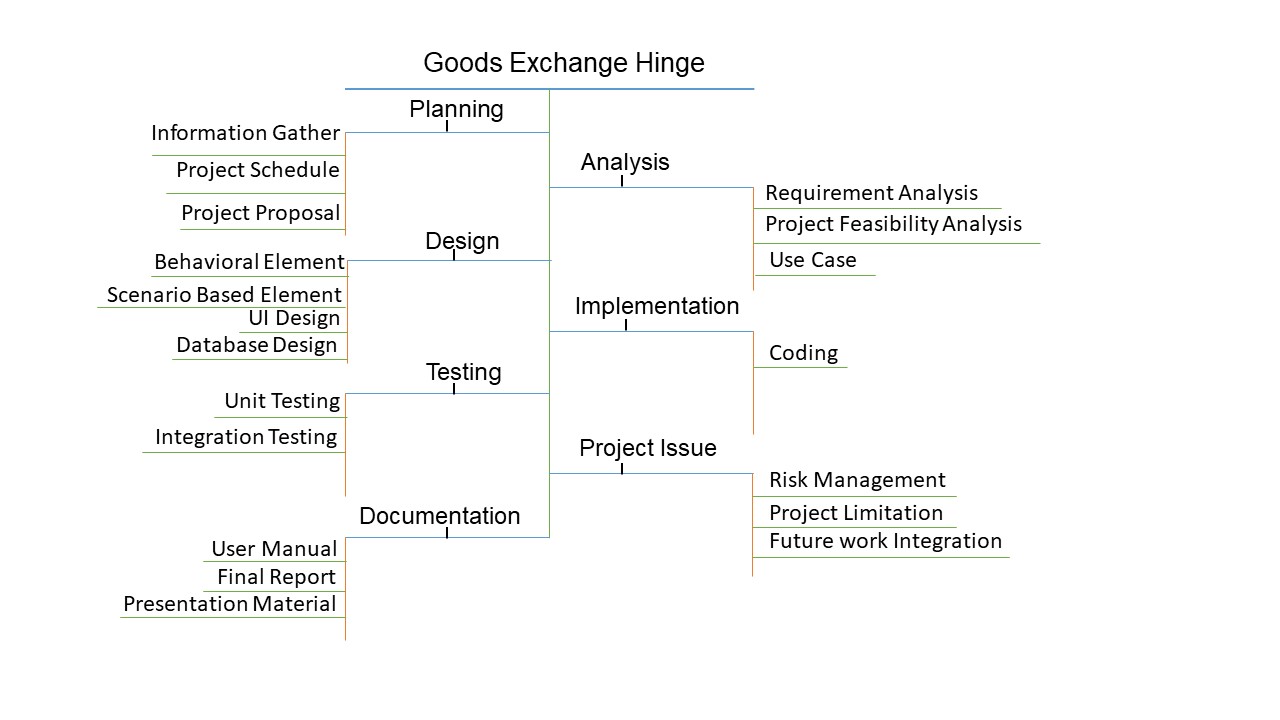 Goods Exchange Hinge
Planning
Information Gather
Project Schedule
Project Proposal
Analysis
Requirement Analysis
Project Feasibility Analysis
Use Case
Design
Behavioral Element
Scenario Based Element
UI Design
Database Design
Implementation
Coding
Testing
Unit Testing
Integration Testing
Project Issue
Risk Management
Project Limitation
Future work Integration
Documentation
User Manual
Final Report
Presentation Material